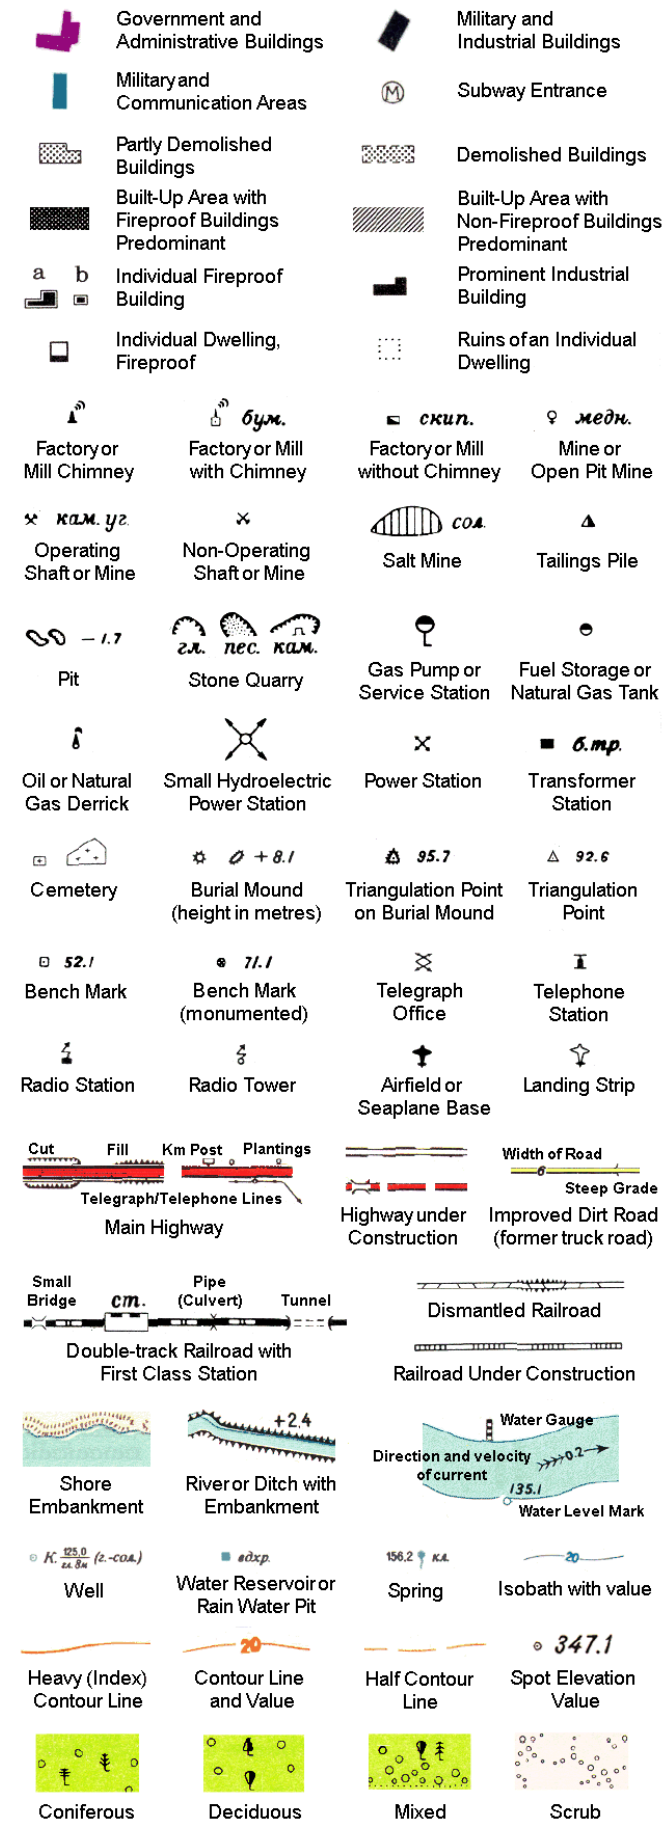 Government and
Administrative Buildings
Military and
Industrial Buildings
Military and
Communication Areas
M
Subway Entrance
Partly Demolished
Buildings
Demolished Buildings
Built-Up Area with
Fireproof Buildings
Predominant
Built-Up Area with
Non-Fireproof Buildings
Predominant
a b
Individual Fireproof
Building
Prominent Industrial
Building
Individual Dwelling,
Fireproof
Ruins of an Individual
Dwelling
бум. скип. медн.
Factory or
Mill Chimney
Factory or Mill
with Chimney
Factory or Mill
without Chimney
Mine or
Open Pit Mine
кам. уг. сол.
Operating
Shaft or Mine
Non-Operating
Shaft or Mine
Salt Mine
Tailings Pile
–1.7 гл. пес. кам.
Pit
Stone Quarry
Gas Pump or
Service Station
Fuel Storage or
Natural Gas Tank
б.тр.
Oil or Natural
Gas Derrick
Small Hydroelectric
Power Station
Power Station
Transformer
Station
+8.1 95.7 92.6
Cemetery
Burial Mound
(height in metres)
Triangulation Point
on Burial Mound
Triangulation
Point
52.1 71.1
Bench Mark
Bench Mark
(monumented)
Telegraph
Office
Telephone
Station
Radio Station
Radio Tower
Airfield or
Seaplane Base
Landing Strip
Cut Fill Km Post Plantings
Telegraph/Telephone Lines
Main Highway
Highway under
Construction
Width of Road
6
Steep Grade
Improved Dirt Road
(former truck road)
Small
Bridge
ст.
Pipe
(Culvert)
Tunnel
Double-track Railroad with
First Class Station
Dismantled Railroad
Railroad Under Construction
Shore
Embankment
+2,4
River or Ditch with
Embankment
Water Gauge
Direction and velocity
of current
0.2
135.1
Water Level Mark
К. 125,0 (г.-сол.)
гл. 8м
Well
вдхр.
Water Reservoir or
Rain Water Pit
156,2 кл.
Spring
20
Isobath with value
Heavy (Index)
Contour Line
20
Contour Line
and Value
Half Contour
Line
347.1
Spot Elevation
Value
Coniferous
Deciduous
Mixed
Scrub